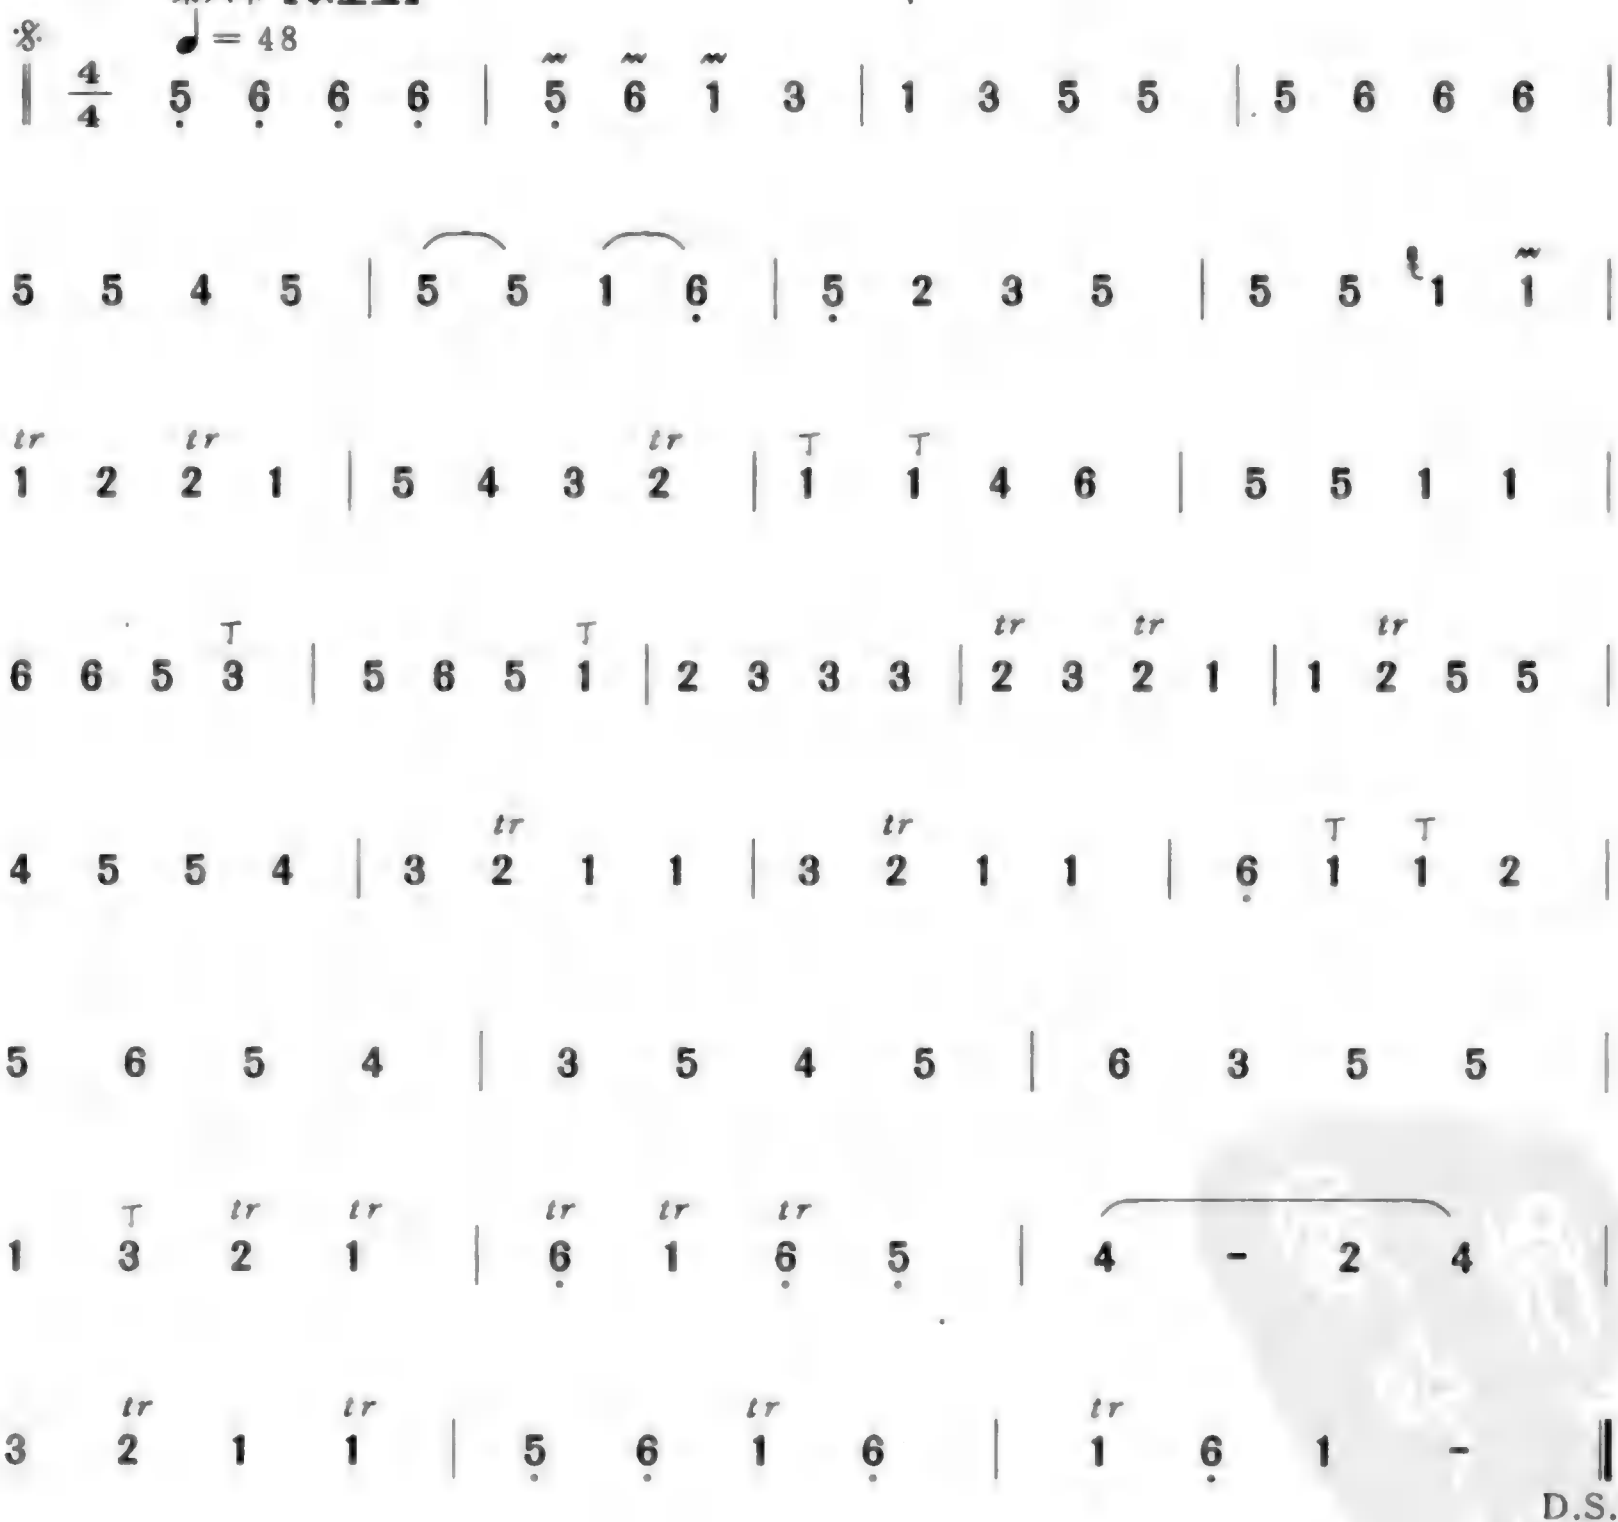 𝄋 ♩ = 48
‖ 4/4 5̣ 6̣ 6̣ 6̣ | 5̣ 6̣ 1 3 | 1 3 5 5 | 5 6 6 6 |
5 5 4 5 | 5 5 1 6̣ | 5̣ 2 3 5 | 5 5 1 1 |
tr tr tr T T
1 2 2 1 | 5 4 3 2 | 1 1 4 6 | 5 5 1 1 |
T T tr tr tr
6 6 5 3 | 5 6 5 1 | 2 3 3 3 | 2 3 2 1 | 1 2 5 5 |
tr tr T T
4 5 5 4 | 3 2 1 1 | 3 2 1 1 | 6̣ 1 1 2 |
5 6 5 4 | 3 5 4 5 | 6 3 5 5 |
T tr tr tr tr tr
1 3 2 1 | 6̣ 1 6̣ 5̣ | 4 - 2 4 |
tr tr tr tr
3 2 1 1 | 5̣ 6̣ 1 6̣ | 1 6̣ 1 - ‖
D.S.